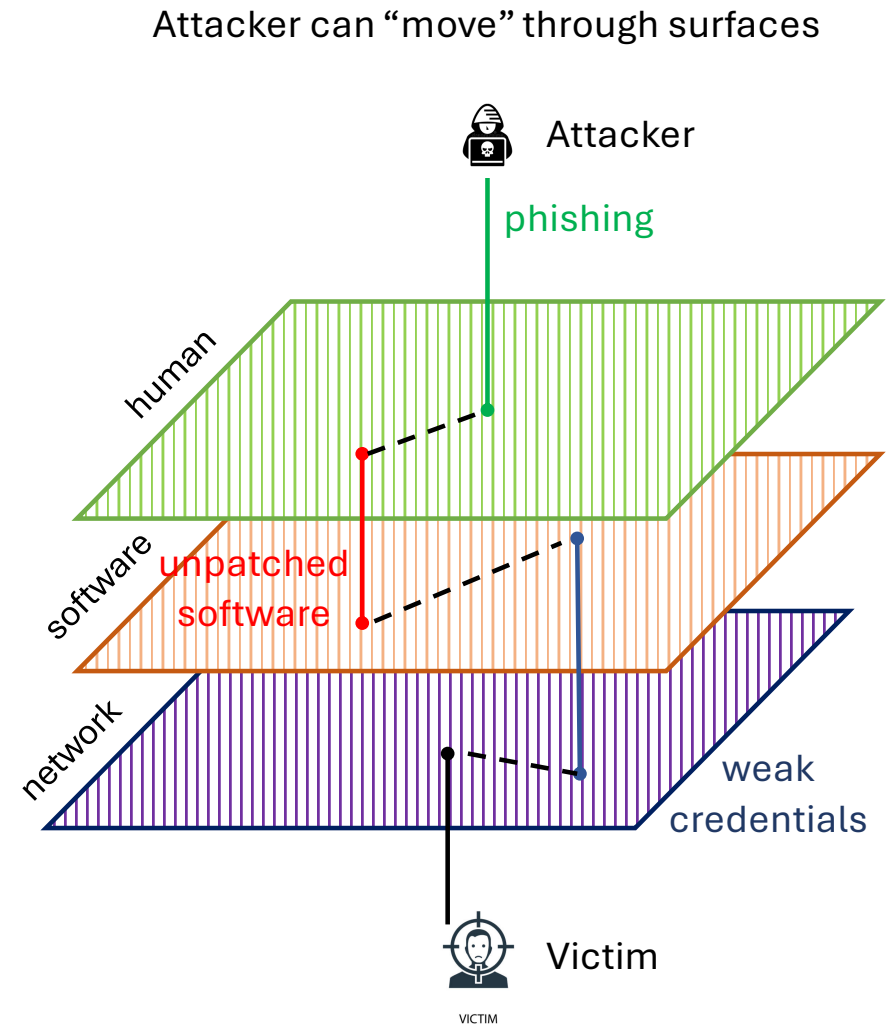 Attacker can “move” through surfaces
Attacker
phishing
human
software
unpatched
software
network
weak
credentials
Victim
VICTIM